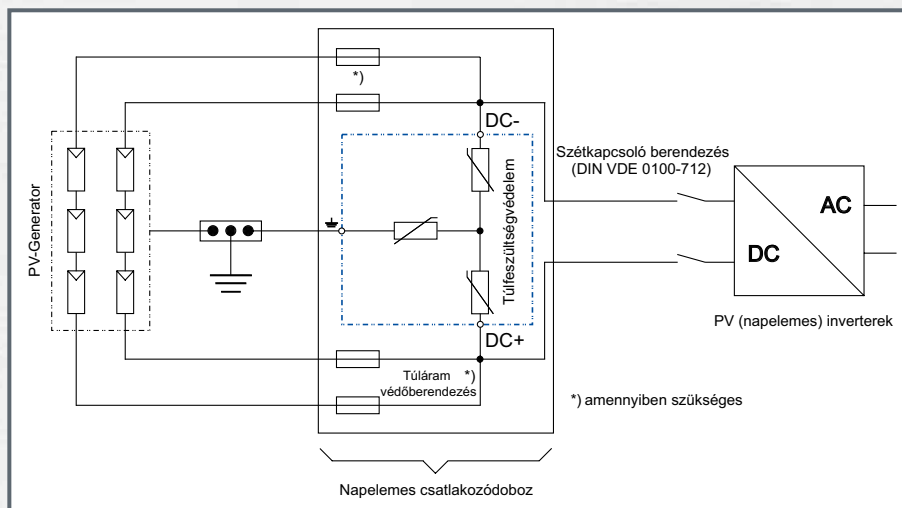 *)
DC-
Szétkapcsoló berendezés
(DIN VDE 0100-712)
PV-Generator
Túlfeszültségvédelem
AC
DC
PV (napelemes) inverterek
DC+
Túláram *)
védőberendezés
*) amennyiben szükséges
Napelemes csatlakozódoboz